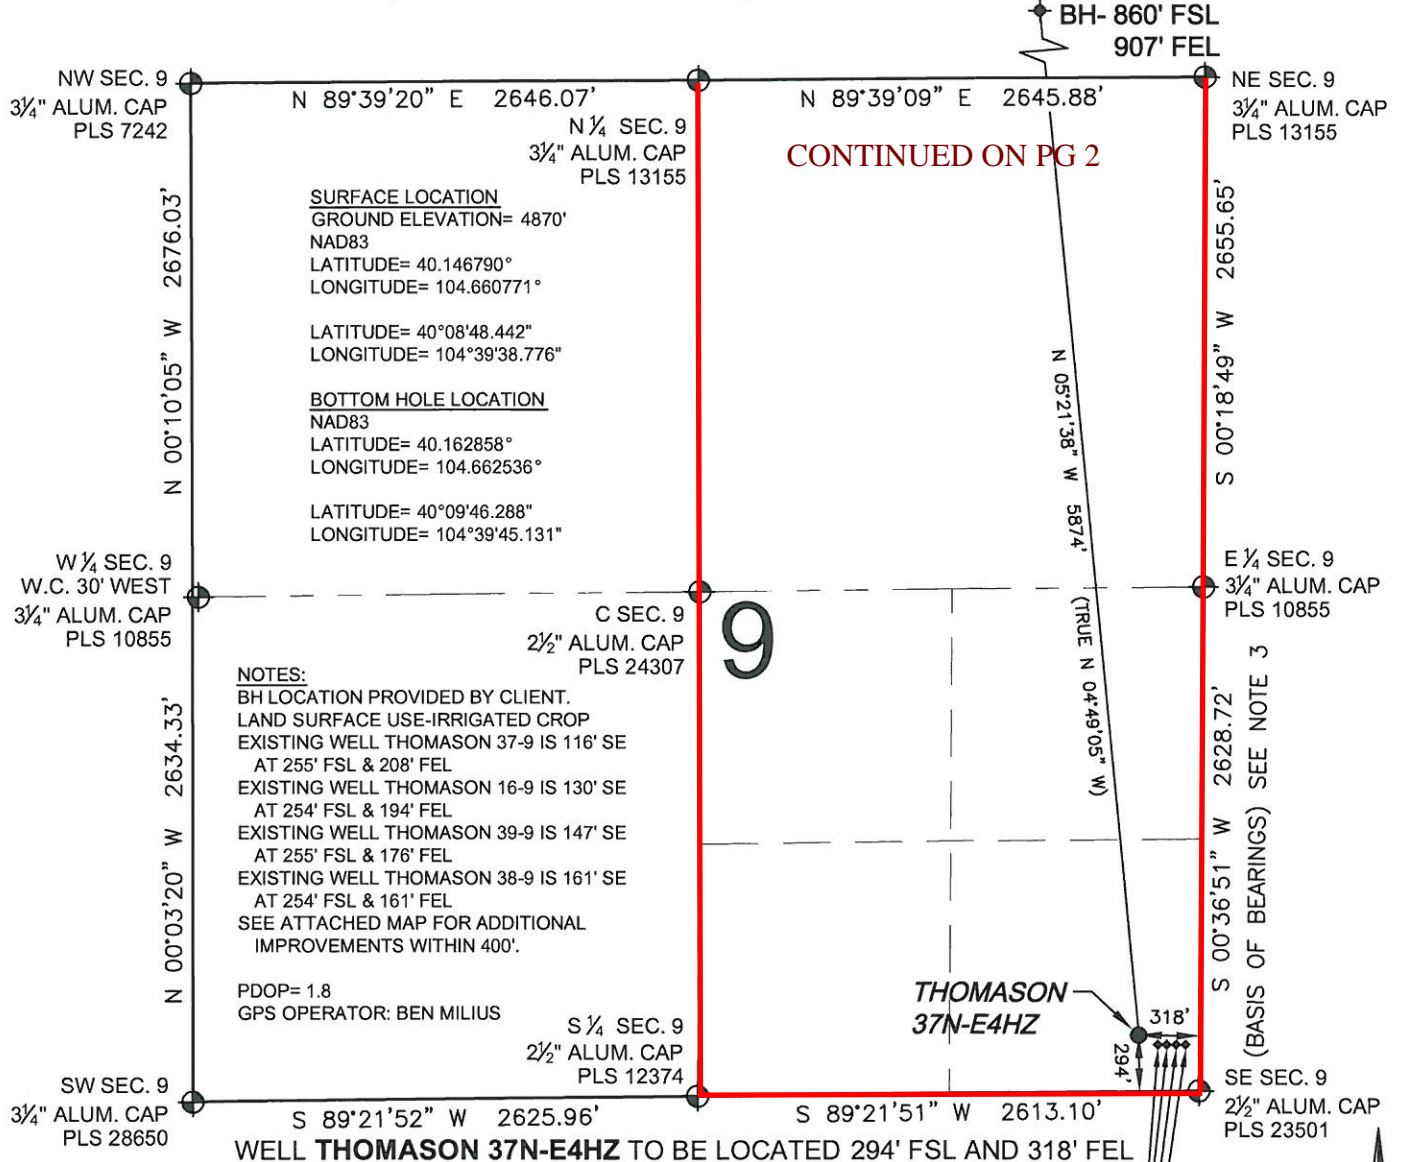 BH- 860' FSL
907' FEL
NW SEC. 9
3¼" ALUM. CAP
PLS 7242
N 89°39'20" E 2646.07'
N ¼ SEC. 9
3¼" ALUM. CAP
PLS 13155
N 89°39'09" E 2645.88'
NE SEC. 9
3¼" ALUM. CAP
PLS 13155
CONTINUED ON PG 2
N 00°10'05" W 2676.03'
SURFACE LOCATION
GROUND ELEVATION= 4870'
NAD83
LATITUDE= 40.146790°
LONGITUDE= 104.660771°
LATITUDE= 40°08'48.442"
LONGITUDE= 104°39'38.776"
BOTTOM HOLE LOCATION
NAD83
LATITUDE= 40.162858°
LONGITUDE= 104.662536°
LATITUDE= 40°09'46.288"
LONGITUDE= 104°39'45.131"
N 05°21'38" W 5874'
(TRUE N 04°49'05" W)
S 00°18'49" W 2655.65'
W ¼ SEC. 9
W.C. 30' WEST
3¼" ALUM. CAP
PLS 10855
C SEC. 9
2½" ALUM. CAP
PLS 24307
9
E ¼ SEC. 9
3¼" ALUM. CAP
PLS 10855
N 00°03'20" W 2634.33'
NOTES:
BH LOCATION PROVIDED BY CLIENT.
LAND SURFACE USE-IRRIGATED CROP
EXISTING WELL THOMASON 37-9 IS 116' SE
AT 255' FSL & 208' FEL
EXISTING WELL THOMASON 16-9 IS 130' SE
AT 254' FSL & 194' FEL
EXISTING WELL THOMASON 39-9 IS 147' SE
AT 255' FSL & 176' FEL
EXISTING WELL THOMASON 38-9 IS 161' SE
AT 254' FSL & 161' FEL
SEE ATTACHED MAP FOR ADDITIONAL
IMPROVEMENTS WITHIN 400'.
PDOP= 1.8
GPS OPERATOR: BEN MILIUS
S 00°36'51" W 2628.72'
(BASIS OF BEARINGS) SEE NOTE 3
THOMASON
37N-E4HZ
318'
294'
SW SEC. 9
3¼" ALUM. CAP
PLS 28650
S 89°21'52" W 2625.96'
S ¼ SEC. 9
2½" ALUM. CAP
PLS 12374
S 89°21'51" W 2613.10'
SE SEC. 9
2½" ALUM. CAP
PLS 23501
WELL THOMASON 37N-E4HZ TO BE LOCATED 294' FSL AND 318' FEL